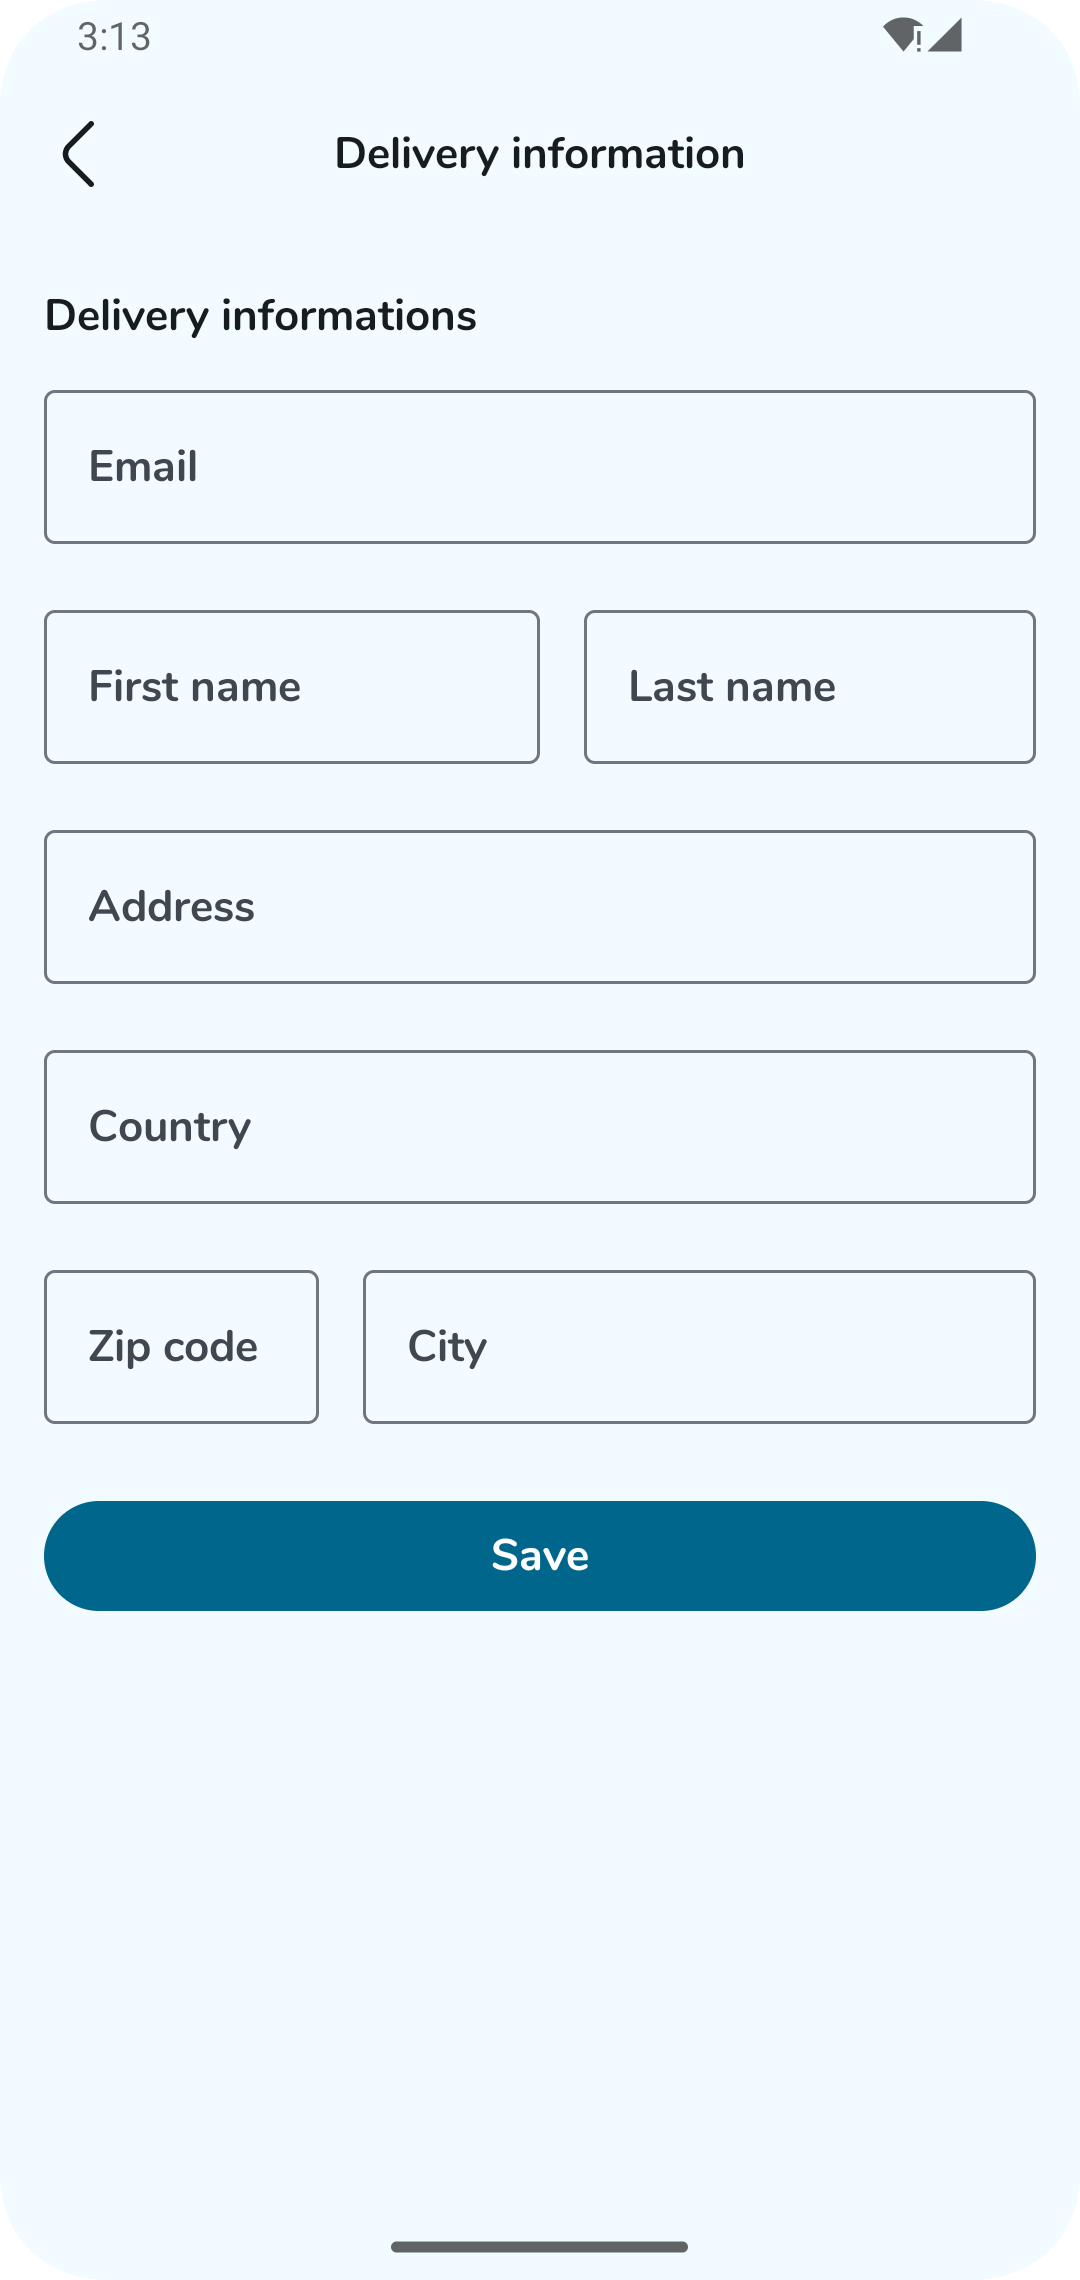 3:13
Delivery information
Delivery informations
Email
First name
Last name
Address
Country
Zip code
City
Save